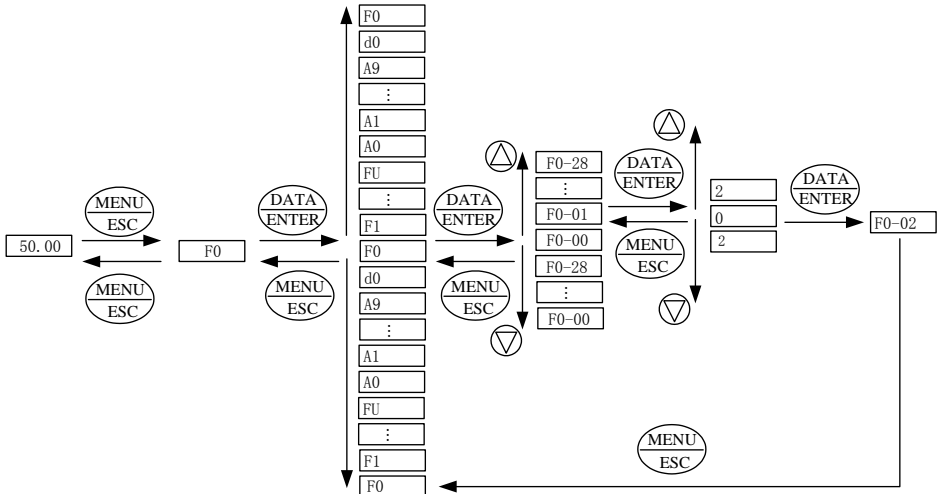 50.00
MENU
ESC
MENU
ESC
F0
DATA
ENTER
MENU
ESC
F0
d0
A9
⋮
A1
A0
FU
⋮
F1
F0
d0
A9
⋮
A1
A0
FU
⋮
F1
F0
DATA
ENTER
MENU
ESC
F0-28
⋮
F0-01
F0-00
F0-28
⋮
F0-00
DATA
ENTER
MENU
ESC
2
0
2
DATA
ENTER
F0-02
MENU
ESC